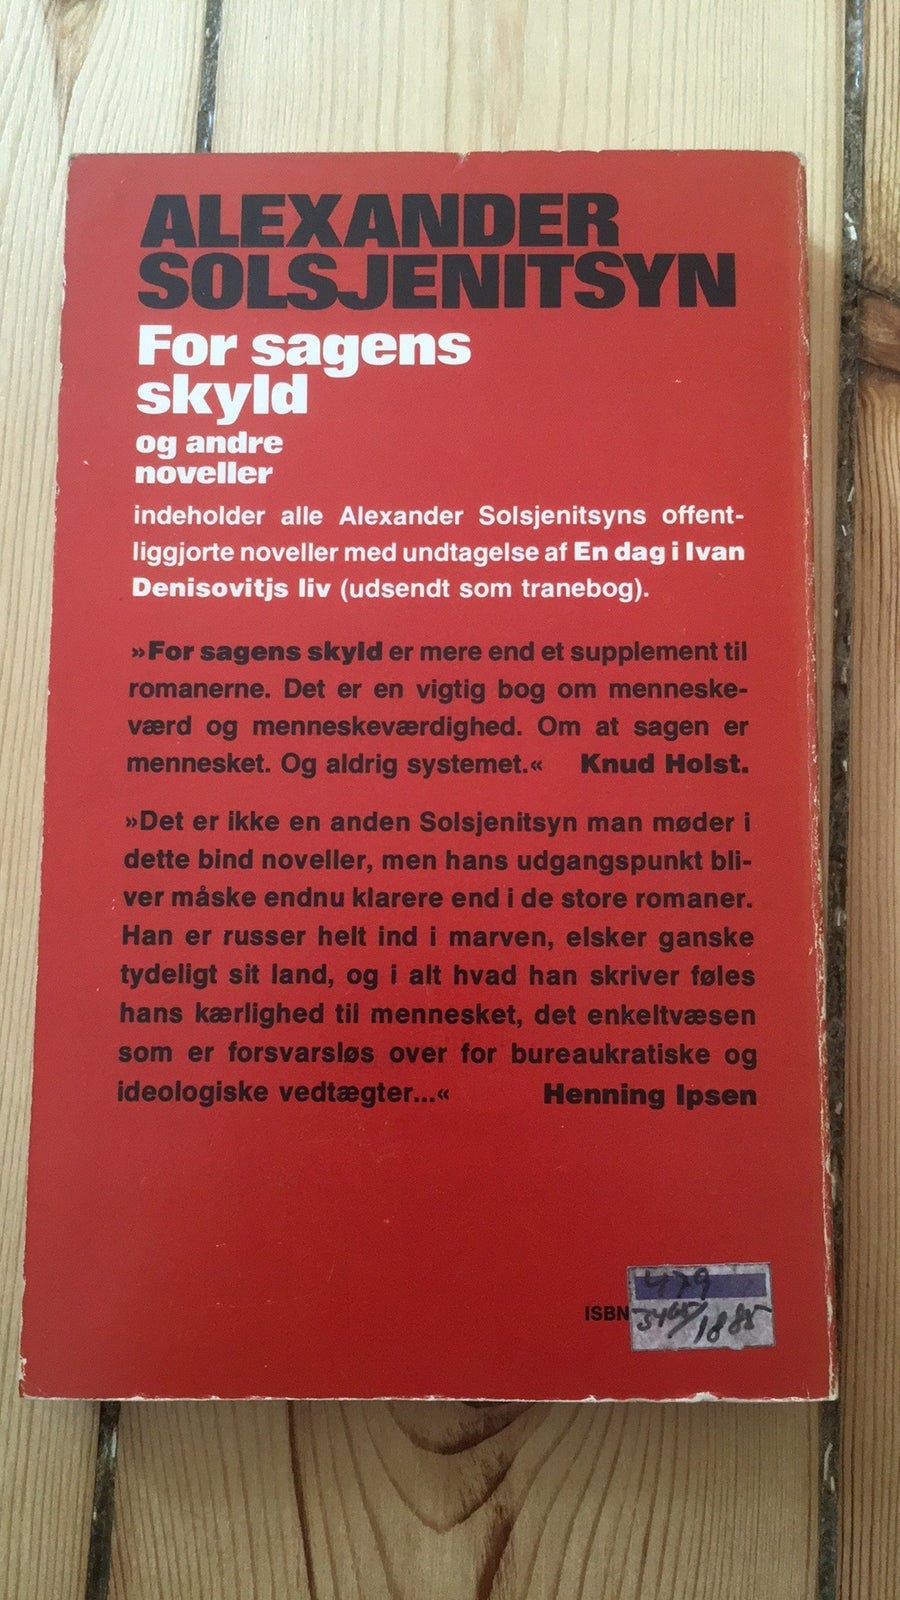 ALEXANDER
SOLSJENITSYN
For sagens
skyld
og andre
noveller
indeholder alle Alexander Solsjenitsyns offent-
liggjorte noveller med undtagelse af En dag i Ivan
Denisovitjs liv (udsendt som tranebog).
»For sagens skyld er mere end et supplement til
romanerne. Det er en vigtig bog om menneske-
værd og menneskeværdighed. Om at sagen er
mennesket. Og aldrig systemet.« Knud Holst.
»Det er ikke en anden Solsjenitsyn man møder i
dette bind noveller, men hans udgangspunkt bli-
ver måske endnu klarere end i de store romaner.
Han er russer helt ind i marven, elsker ganske
tydeligt sit land, og i alt hvad han skriver føles
hans kærlighed til mennesket, det enkeltvæsen
som er forsvarsløs over for bureaukratiske og
ideologiske vedtægter...« Henning Ipsen
479
ISBN